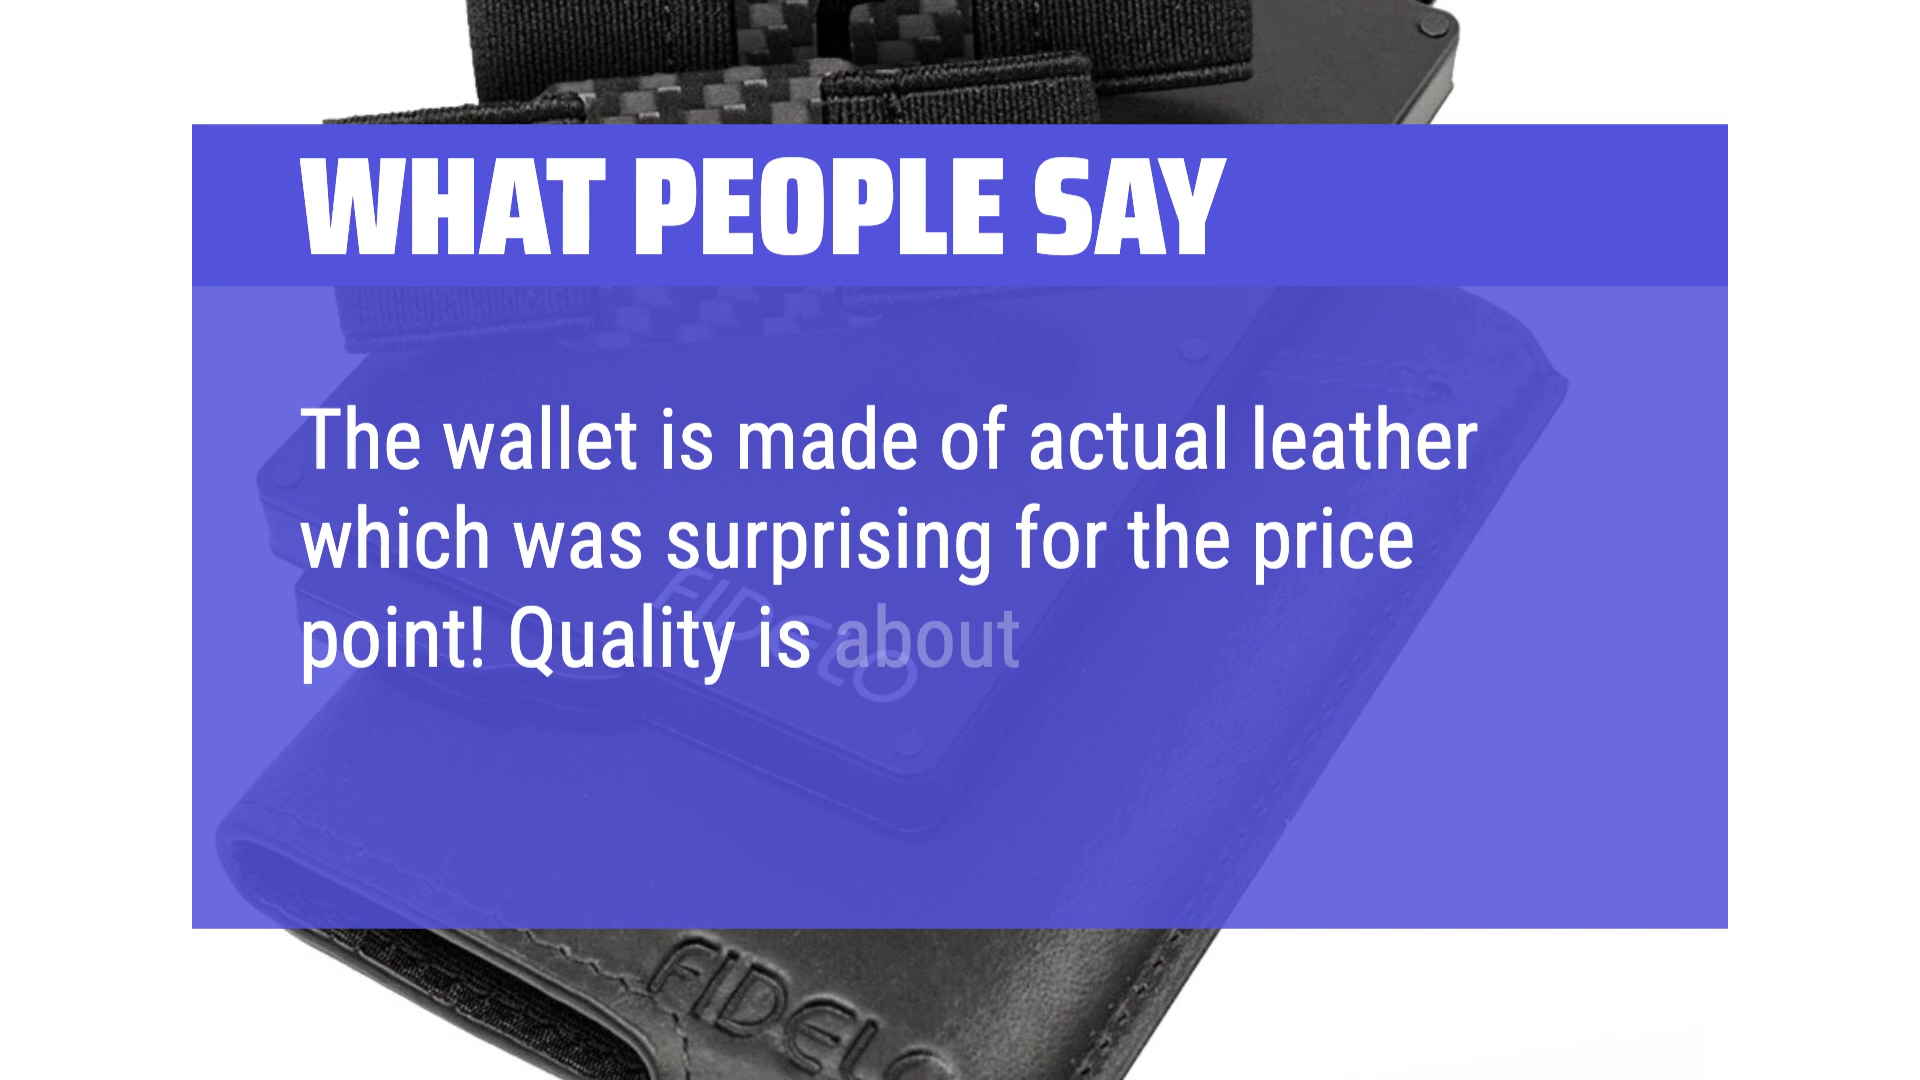 WHAT PEOPLE SAY
The wallet is made of actual leather
which was surprising for the price
point! Quality is about
FIDELO
FIDELO